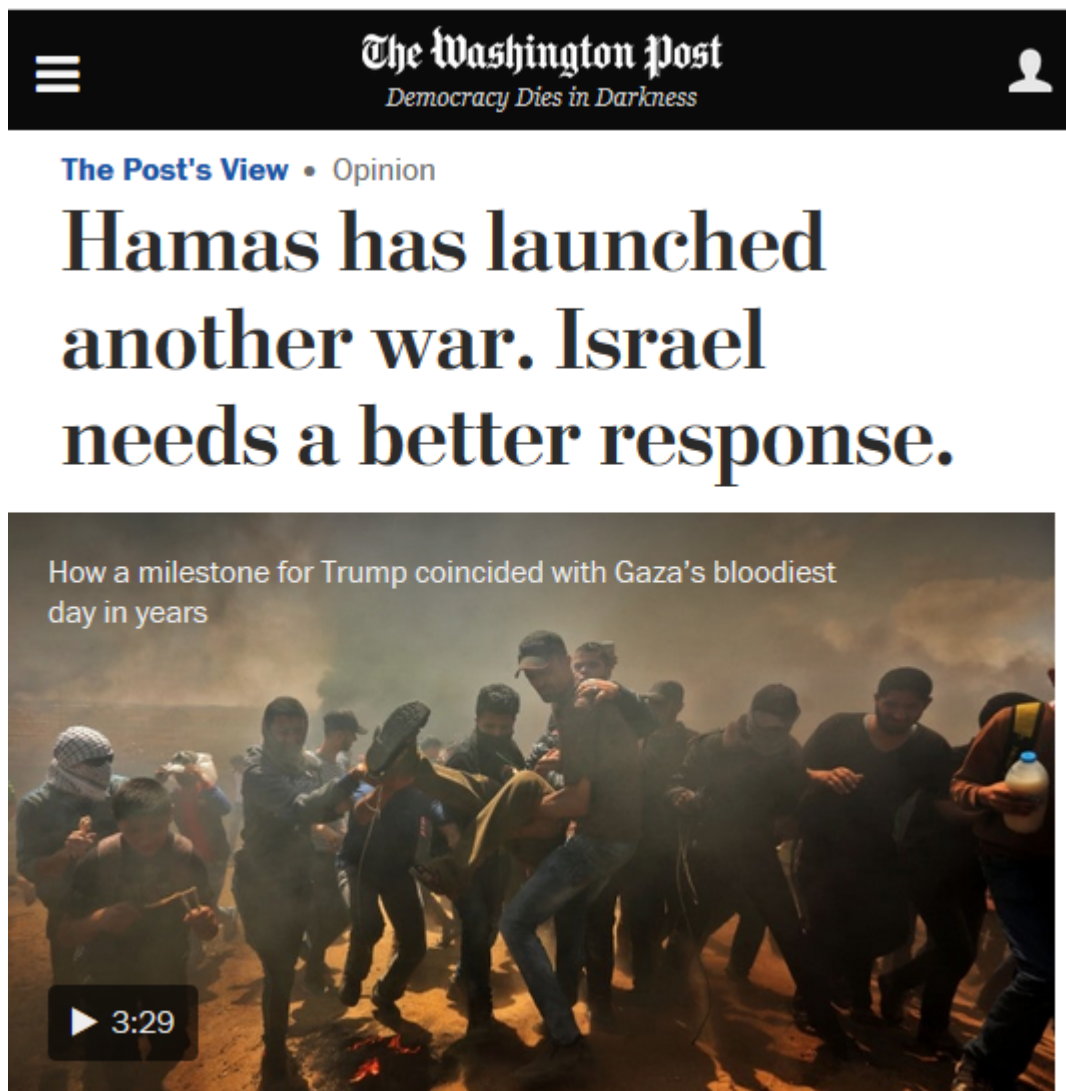 The Washington Post
Democracy Dies in Darkness
The Post's View • Opinion
Hamas has launched
another war. Israel
needs a better response.
How a milestone for Trump coincided with Gaza's bloodiest
day in years
3:29